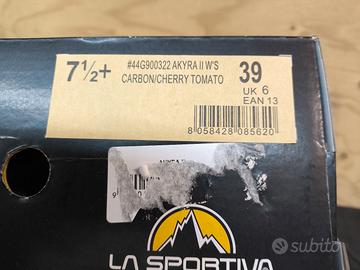 7½+
#44G900322 AKYRA II W'S
CARBON/CHERRY TOMATO
39
UK 6
EAN 13
8 058428 085620
LA SPORTIVA
subito